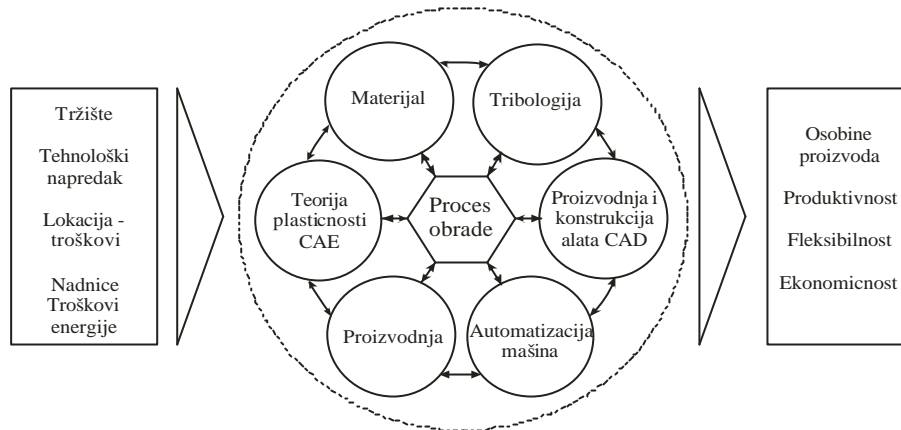 Tržište
Tehnološki
napredak
Lokacija -
troškovi
Nadnice
Troškovi
energije
Materijal
Tribologija
Teorija
plasticnosti
CAE
Proces
obrade
Proizvodnja i
konstrukcija
alata CAD
Proizvodnja
Automatizacija
mašina
Osobine
proizvoda
Produktivnost
Fleksibilnost
Ekonomicnost